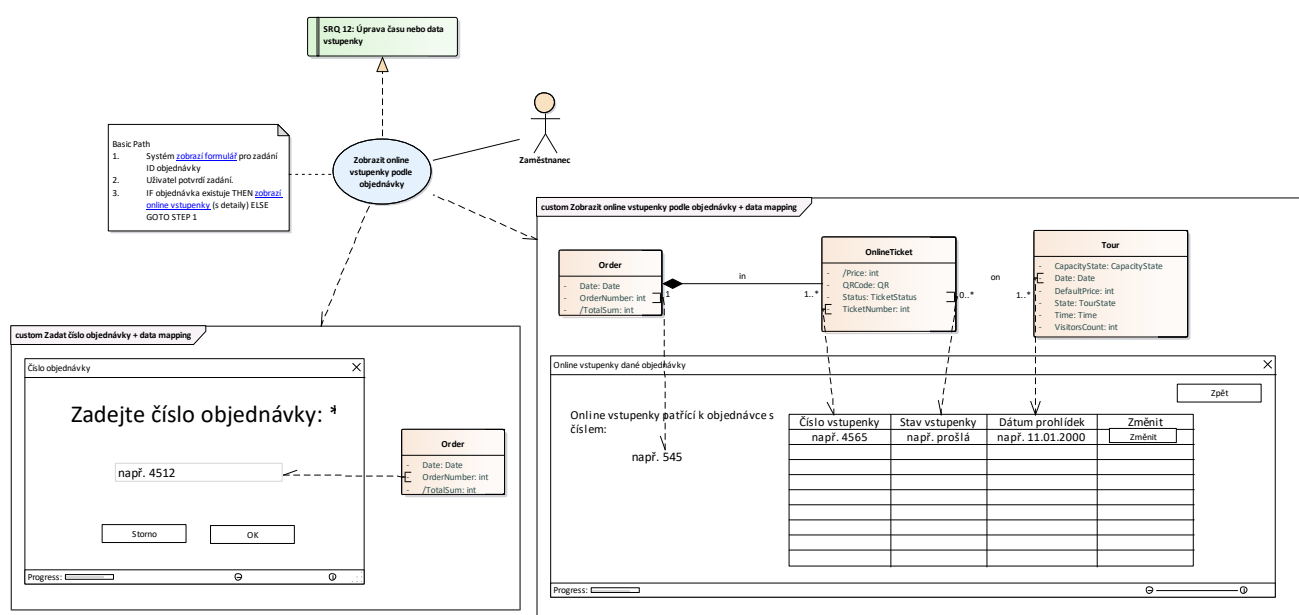 SRQ 12: Úprava času nebo data
vstupenky
Basic Path
1. Systém zobrazí formulář pro zadání
ID objednávky
2. Uživatel potvrdí zadání.
3. IF objednávka existuje THEN zobrazí
online vstupenky (s detaily) ELSE
GOTO STEP 1
Zobrazit online
vstupenky podle
objednávky
Zaměstnanec
custom Zobrazit online vstupenky podle objednávky + data mapping
Order
- Date: Date
- OrderNumber: int
- /TotalSum: int
1
in
1..*
OnlineTicket
- /Price: int
- QRCode: QR
- Status: TicketStatus
- TicketNumber: int
0..*
on
1..*
Tour
- CapacityState: CapacityState
- Date: Date
- DefaultPrice: int
- State: TourState
- Time: Time
- VisitorsCount: int
Online vstupenky dané objednávky
Zpět
Online vstupenky patřící k objednávce s
číslem:
např. 545
Číslo vstupenky Stav vstupenky Dátum prohlídek Změnit
např. 4565 např. prošlá např. 11.01.2000 Změnit
Progress:
custom Zadat číslo objednávky + data mapping
Číslo objednávky
Zadejte číslo objednávky: *
např. 4512
Storno OK
Progress:
Order
- Date: Date
- OrderNumber: int
- /TotalSum: int